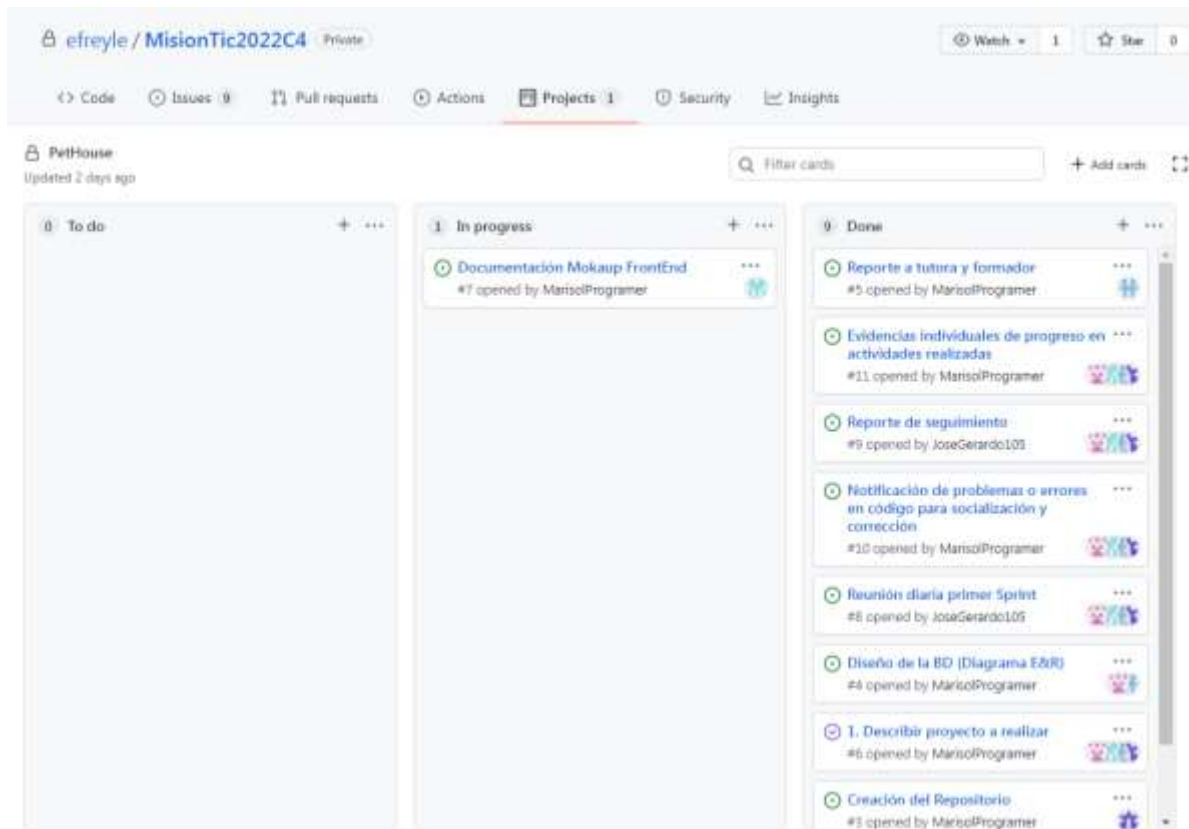 efreyle / MisionTic2022C4 Private
Watch 1 Star 0
Code Issues 9 Pull requests Actions Projects 1 Security Insights
PetHouse
Updated 2 days ago
Filter cards
+ Add cards
0 To do + ...
1 In progress + ...
9 Done + ...
Documentación Mokaup FrontEnd
#7 opened by MarisolProgramer
Reporte a tutora y formador
#5 opened by MarisolProgramer
Evidencias individuales de progreso en
actividades realizadas
#11 opened by MarisolProgramer
Reporte de seguimiento
#9 opened by JoseGerardo105
Notificación de problemas o errores
en código para socialización y
corrección
#10 opened by MarisolProgramer
Reunión diaria primer Sprint
#8 opened by JoseGerardo105
Diseño de la BD (Diagrama E&R)
#4 opened by MarisolProgramer
1. Describir proyecto a realizar
#6 opened by MarisolProgramer
Creación del Repositorio
opened by MarisolProgramer